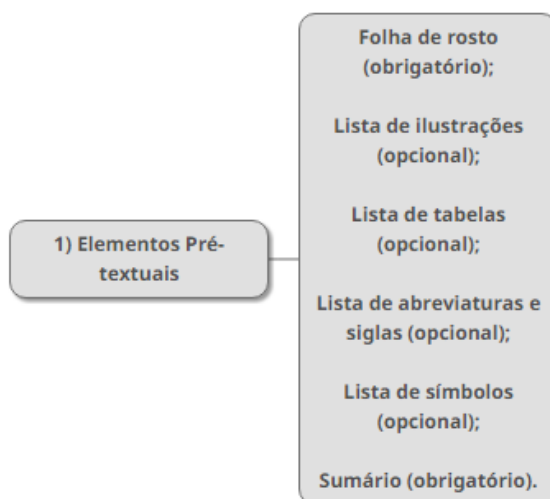 1) Elementos Pré-
textuais
Folha de rosto
(obrigatório);
Lista de ilustrações
(opcional);
Lista de tabelas
(opcional);
Lista de abreviaturas e
siglas (opcional);
Lista de símbolos
(opcional);
Sumário (obrigatório).